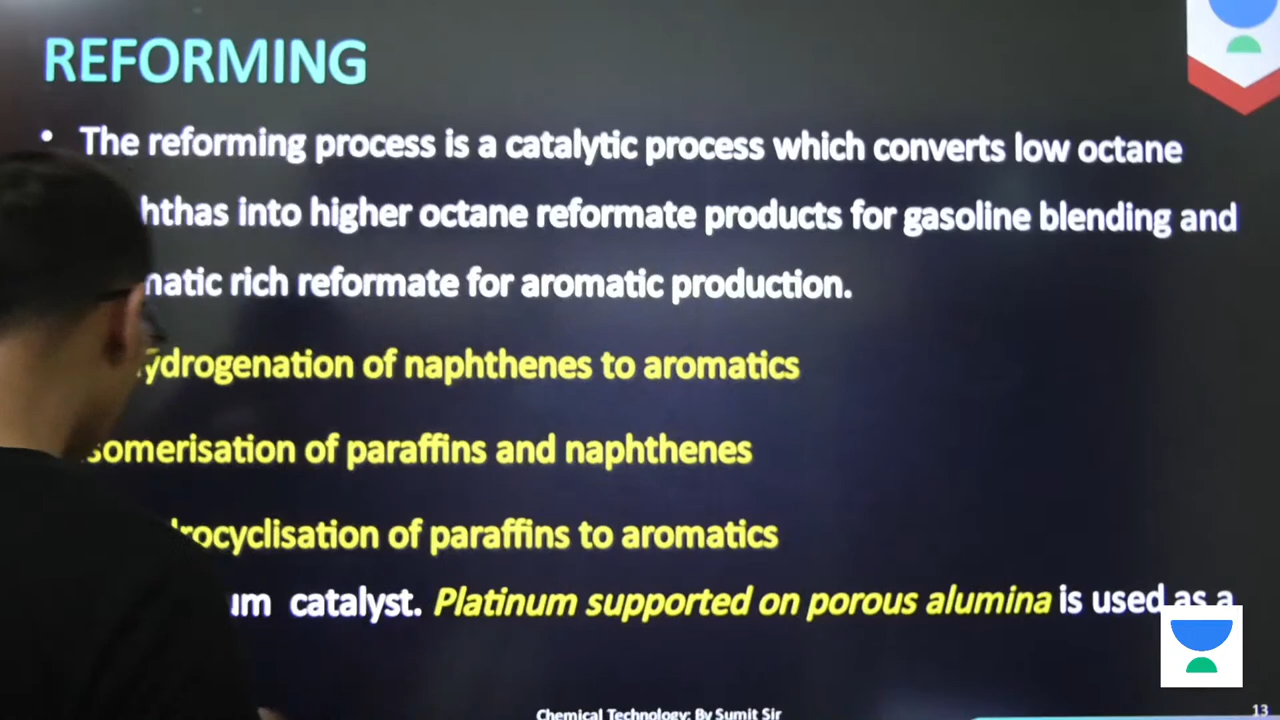 REFORMING
• The reforming process is a catalytic process which converts low octane
hthas into higher octane reformate products for gasoline blending and
matic rich reformate for aromatic production.
ydrogenation of naphthenes to aromatics
somerisation of paraffins and naphthenes
rocyclisation of paraffins to aromatics
um catalyst. Platinum supported on porous alumina is used as a
Chemical Technology: By Sumit Sir
13